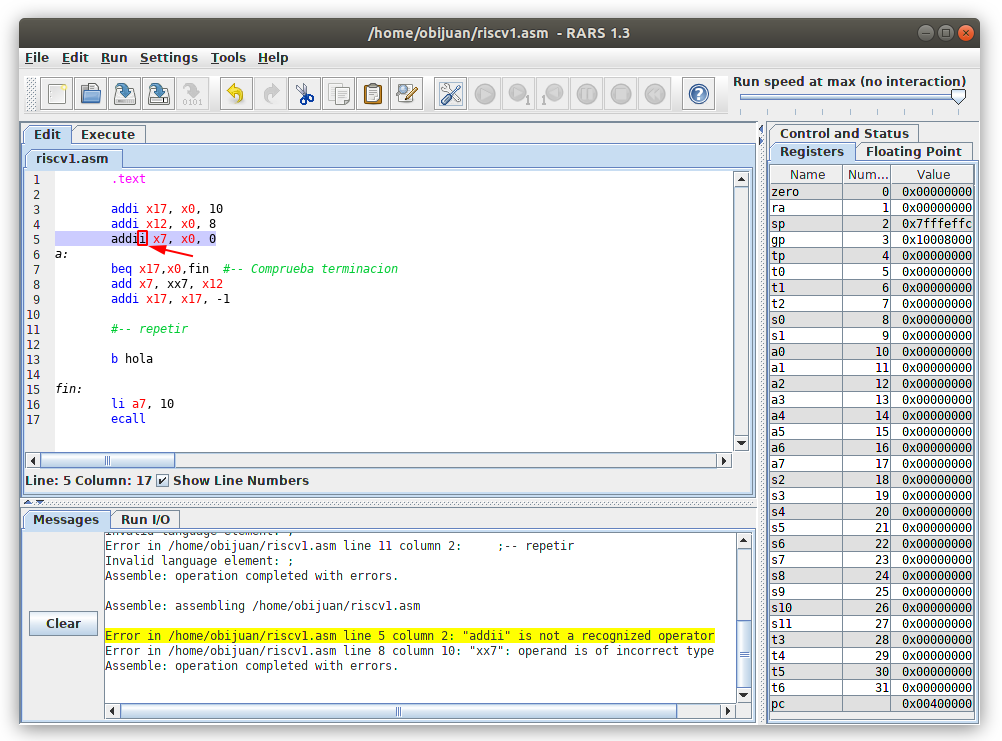 /home/obijuan/riscv1.asm - RARS 1.3
File Edit Run Settings Tools Help
Run speed at max (no interaction)
Edit Execute
riscv1.asm
1 .text
2
3 addi x17, x0, 10
4 addi x12, x0, 8
5 addii x7, x0, 0
6 a:
7 beq x17,x0,fin #-- Comprueba terminacion
8 add x7, xx7, x12
9 addi x17, x17, -1
10
11 #-- repetir
12
13 b hola
14
15 fin:
16 li a7, 10
17 ecall
Line: 5 Column: 17 Show Line Numbers
Messages Run I/O
Invalid language element: ;
Error in /home/obijuan/riscv1.asm line 11 column 2: ;-- repetir
Invalid language element: ;
Assemble: operation completed with errors.
Assemble: assembling /home/obijuan/riscv1.asm
Error in /home/obijuan/riscv1.asm line 5 column 2: "addii" is not a recognized operator
Error in /home/obijuan/riscv1.asm line 8 column 10: "xx7": operand is of incorrect type
Assemble: operation completed with errors.
Clear
Control and Status
Registers Floating Point
Name Num... Value
zero 0 0x00000000
ra 1 0x00000000
sp 2 0x7fffeffc
gp 3 0x10008000
tp 4 0x00000000
t0 5 0x00000000
t1 6 0x00000000
t2 7 0x00000000
s0 8 0x00000000
s1 9 0x00000000
a0 10 0x00000000
a1 11 0x00000000
a2 12 0x00000000
a3 13 0x00000000
a4 14 0x00000000
a5 15 0x00000000
a6 16 0x00000000
a7 17 0x00000000
s2 18 0x00000000
s3 19 0x00000000
s4 20 0x00000000
s5 21 0x00000000
s6 22 0x00000000
s7 23 0x00000000
s8 24 0x00000000
s9 25 0x00000000
s10 26 0x00000000
s11 27 0x00000000
t3 28 0x00000000
t4 29 0x00000000
t5 30 0x00000000
t6 31 0x00000000
pc 0x00400000